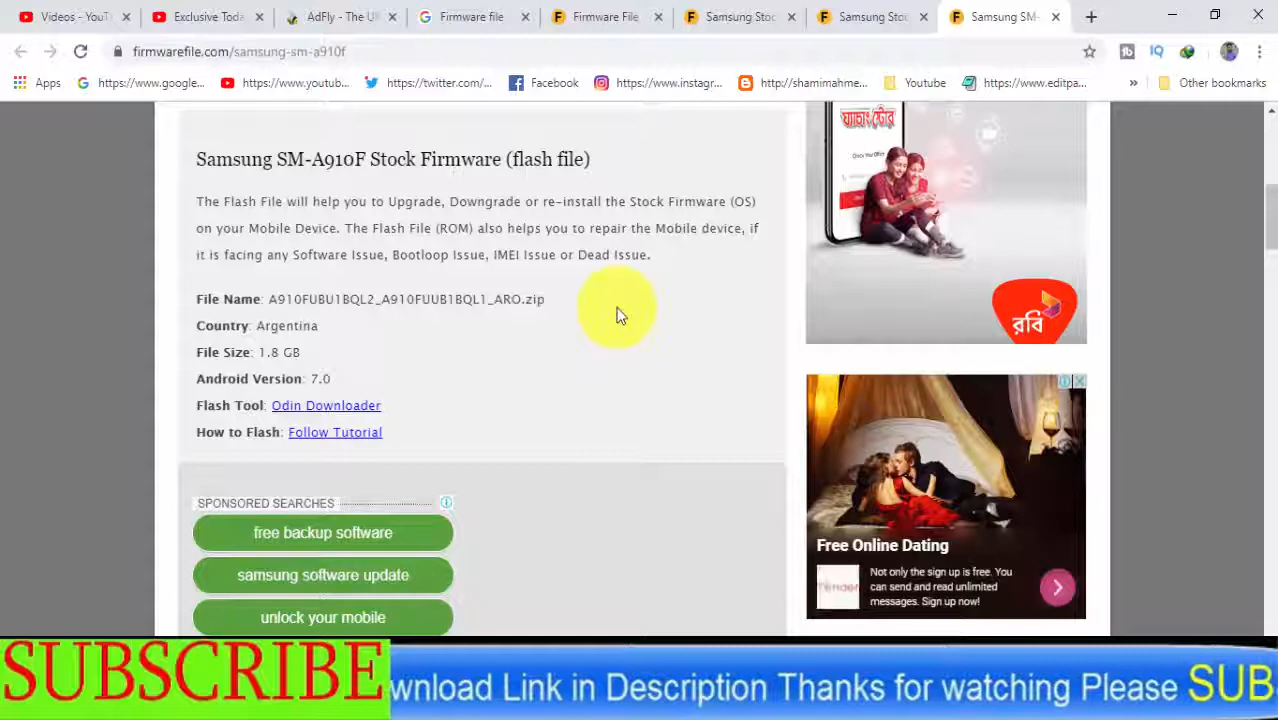 Videos - YouT
Exclusive Toda
AdFly - The UR
Firmware file
Firmware File
Samsung Stoc
Samsung Stoc
Samsung SM-
firmwarefile.com/samsung-sm-a910f
Apps
https://www.google...
https://www.youtub...
https://twitter.com/...
Facebook
https://www.instagr...
http://shamimahme...
Youtube
https://www.editpa...
Other bookmarks
Samsung SM-A910F Stock Firmware (flash file)
The Flash File will help you to Upgrade, Downgrade or re-install the Stock Firmware (OS)
on your Mobile Device. The Flash File (ROM) also helps you to repair the Mobile device, if
it is facing any Software Issue, Bootloop Issue, IMEI Issue or Dead Issue.
File Name: A910FUBU1BQL2_A910FUUB1BQL1_ARO.zip
Country: Argentina
File Size: 1.8 GB
Android Version: 7.0
Flash Tool: Odin Downloader
How to Flash: Follow Tutorial
SPONSORED SEARCHES
free backup software
samsung software update
unlock your mobile
রবি
Free Online Dating
Not only the sign up is free. You
can send and read unlimited
messages. Sign up now!
SUBSCRIBE
wnload Link in Description Thanks for watching Please SUB